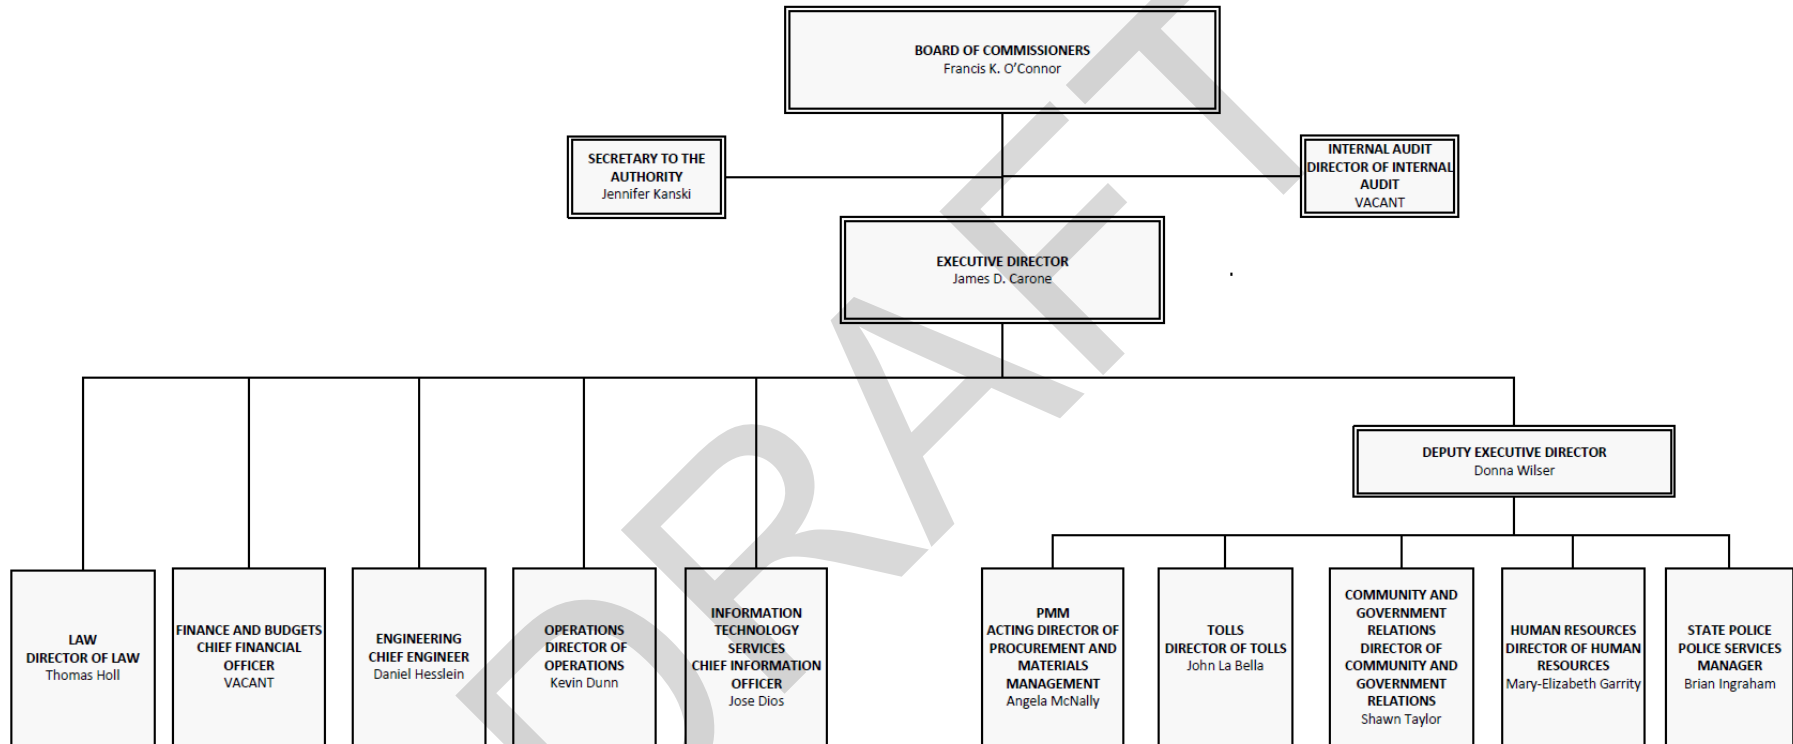 BOARD OF COMMISSIONERS
Francis K. O’Connor
SECRETARY TO THE
AUTHORITY
Jennifer Kanski
INTERNAL AUDIT
DIRECTOR OF INTERNAL
AUDIT
VACANT
EXECUTIVE DIRECTOR
James D. Carone
DEPUTY EXECUTIVE DIRECTOR
Donna Wilser
LAW
DIRECTOR OF LAW
Thomas Holl
FINANCE AND BUDGETS
CHIEF FINANCIAL
OFFICER
VACANT
ENGINEERING
CHIEF ENGINEER
Daniel Hesslein
OPERATIONS
DIRECTOR OF
OPERATIONS
Kevin Dunn
INFORMATION
TECHNOLOGY
SERVICES
CHIEF INFORMATION
OFFICER
Jose Dios
PMM
ACTING DIRECTOR OF
PROCUREMENT AND
MATERIALS
MANAGEMENT
Angela McNally
TOLLS
DIRECTOR OF TOLLS
John La Bella
COMMUNITY AND
GOVERNMENT
RELATIONS
DIRECTOR OF
COMMUNITY AND
GOVERNMENT
RELATIONS
Shawn Taylor
HUMAN RESOURCES
DIRECTOR OF HUMAN
RESOURCES
Mary-Elizabeth Garrity
STATE POLICE
POLICE SERVICES
MANAGER
Brian Ingraham
DRAFT